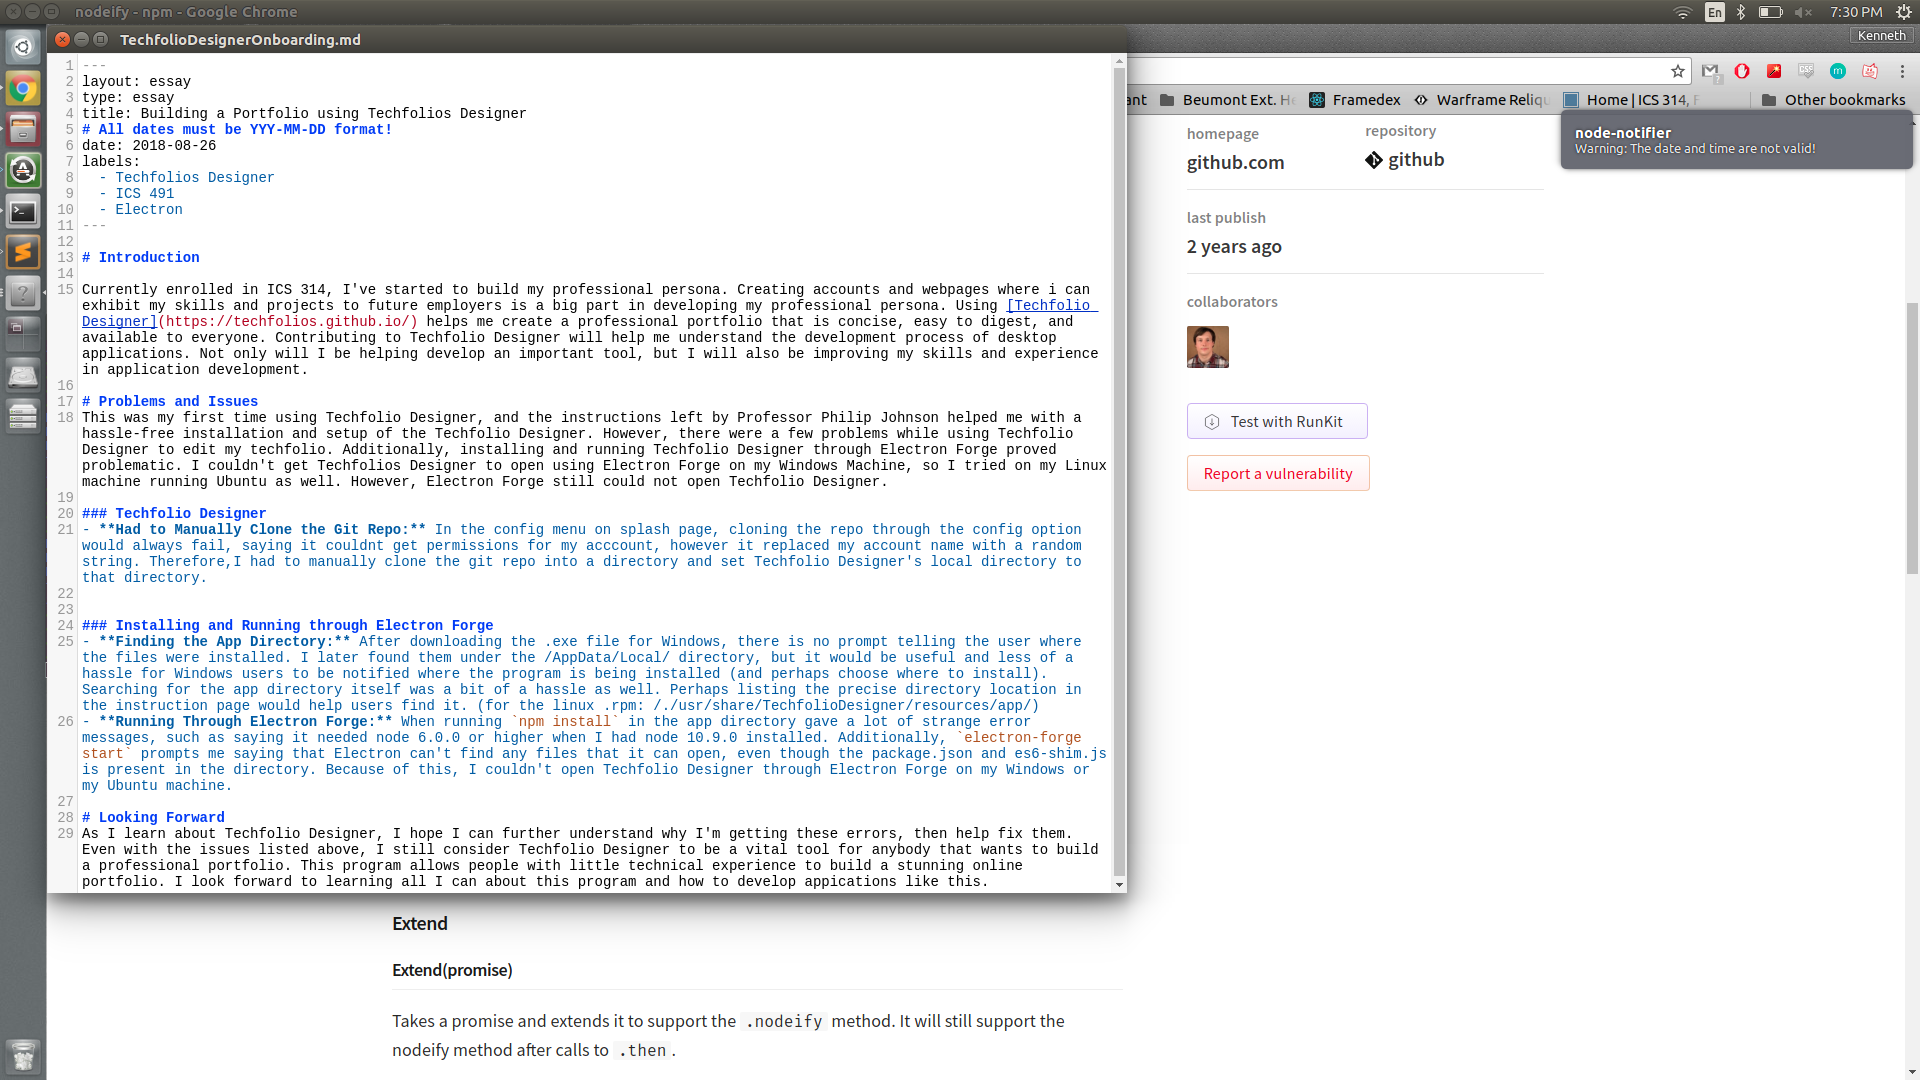 nodeify - npm - Google Chrome
En
7:30 PM
Kenneth
TechfolioDesignerOnboarding.md
1 ---
2 layout: essay
3 type: essay
4 title: Building a Portfolio using Techfolios Designer
5 # All dates must be YYY-MM-DD format!
6 date: 2018-08-26
7 labels:
8   - Techfolios Designer
9   - ICS 491
10   - Electron
11 ---
12
13 # Introduction
14
15 Currently enrolled in ICS 314, I've started to build my professional persona. Creating accounts and webpages where i can
exhibit my skills and projects to future employers is a big part in developing my professional persona. Using [Techfolio
Designer](https://techfolios.github.io/) helps me create a professional portfolio that is concise, easy to digest, and
available to everyone. Contributing to Techfolio Designer will help me understand the development process of desktop
applications. Not only will I be helping develop an important tool, but I will also be improving my skills and experience
in application development.
16
17 # Problems and Issues
18 This was my first time using Techfolio Designer, and the instructions left by Professor Philip Johnson helped me with a
hassle-free installation and setup of the Techfolio Designer. However, there were a few problems while using Techfolio
Designer to edit my techfolio. Additionally, installing and running Techfolio Designer through Electron Forge proved
problematic. I couldn't get Techfolios Designer to open using Electron Forge on my Windows Machine, so I tried on my Linux
machine running Ubuntu as well. However, Electron Forge still could not open Techfolio Designer.
19
20 ### Techfolio Designer
21 - **Had to Manually Clone the Git Repo:** In the config menu on splash page, cloning the repo through the config option
would always fail, saying it couldnt get permissions for my acccount, however it replaced my account name with a random
string. Therefore,I had to manually clone the git repo into a directory and set Techfolio Designer's local directory to
that directory.
22
23
24 ### Installing and Running through Electron Forge
25 - **Finding the App Directory:** After downloading the .exe file for Windows, there is no prompt telling the user where
the files were installed. I later found them under the /AppData/Local/ directory, but it would be useful and less of a
hassle for Windows users to be notified where the program is being installed (and perhaps choose where to install).
Searching for the app directory itself was a bit of a hassle as well. Perhaps listing the precise directory location in
the instruction page would help users find it. (for the linux .rpm: /./usr/share/TechfolioDesigner/resources/app/)
26 - **Running Through Electron Forge:** When running `npm install` in the app directory gave a lot of strange error
messages, such as saying it needed node 6.0.0 or higher when I had node 10.9.0 installed. Additionally, `electron-forge
start` prompts me saying that Electron can't find any files that it can open, even though the package.json and es6-shim.js
is present in the directory. Because of this, I couldn't open Techfolio Designer through Electron Forge on my Windows or
my Ubuntu machine.
27
28 # Looking Forward
29 As I learn about Techfolio Designer, I hope I can further understand why I'm getting these errors, then help fix them.
Even with the issues listed above, I still consider Techfolio Designer to be a vital tool for anybody that wants to build
a professional portfolio. This program allows people with little technical experience to build a stunning online
portfolio. I look forward to learning all I can about this program and how to develop appications like this.
ant Beumont Ext. He Framedex Warframe Reliqu Home | ICS 314, F Other bookmarks
node-notifier
Warning: The date and time are not valid!
homepage
github.com
repository
github
last publish
2 years ago
collaborators
Test with RunKit
Report a vulnerability
Extend
Extend(promise)
Takes a promise and extends it to support the .nodeify method. It will still support the
nodeify method after calls to .then.